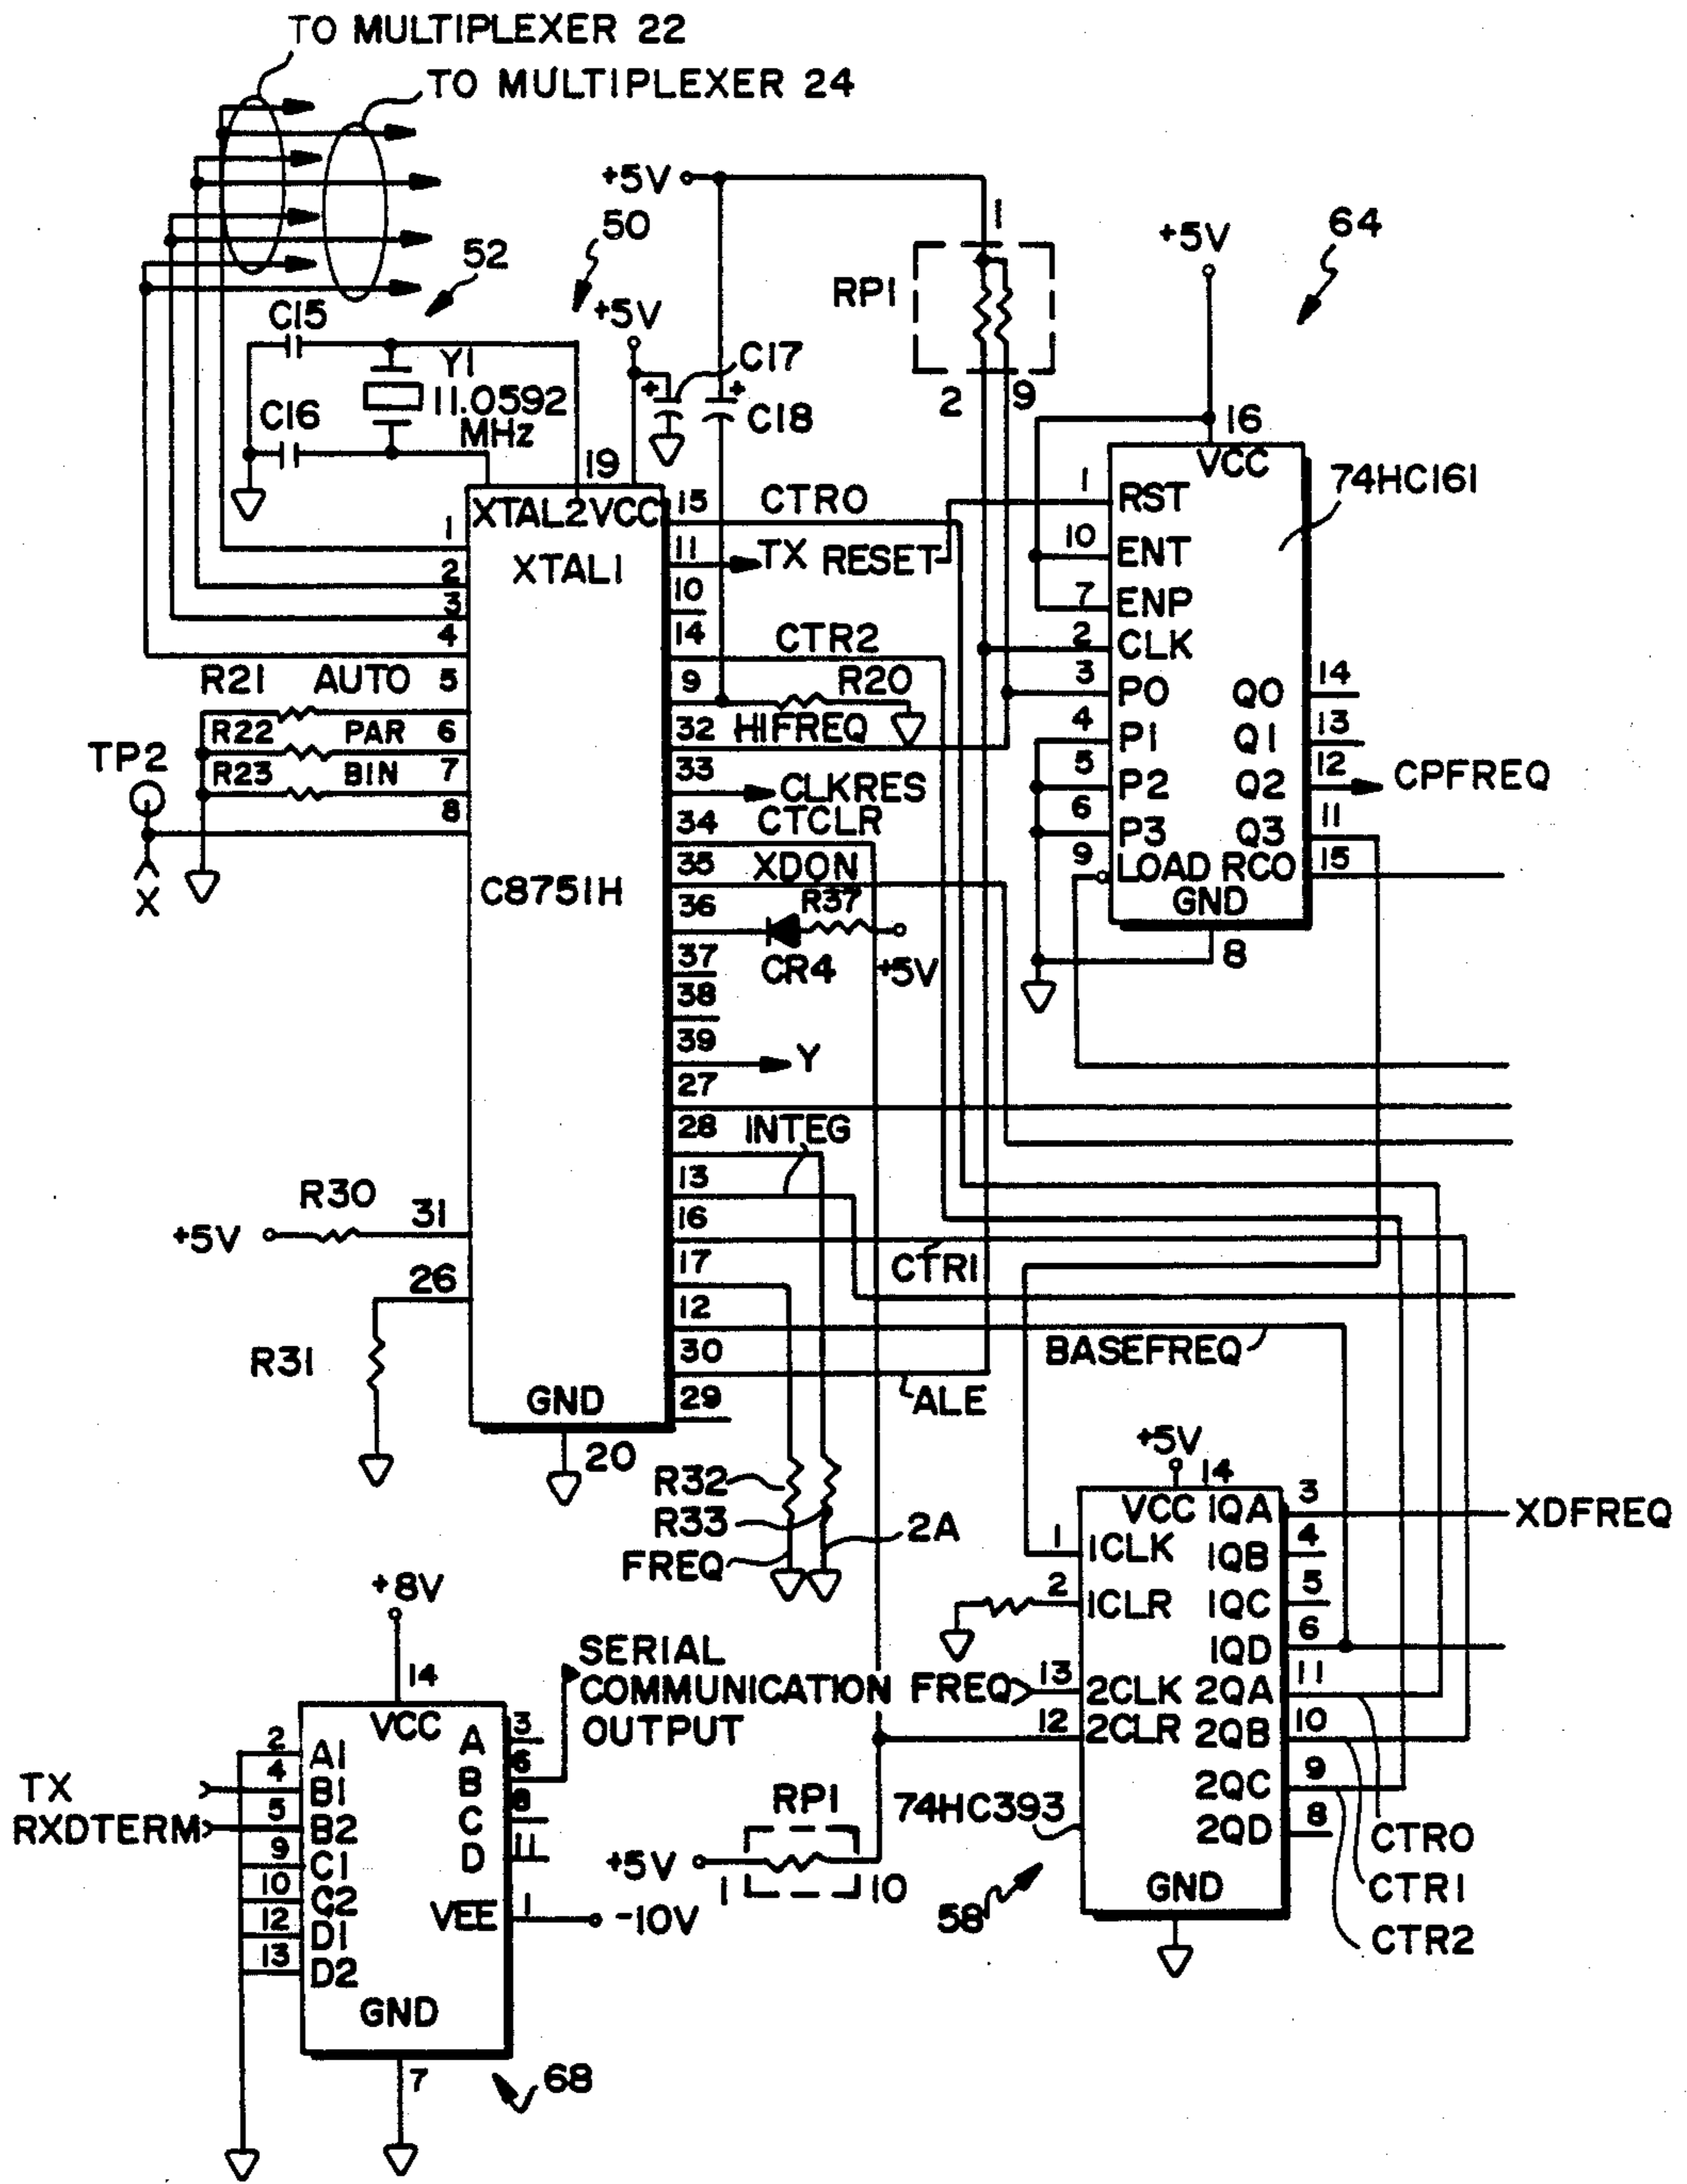 TO MULTIPLEXER 22
TO MULTIPLEXER 24
+5V
50
52
1
RP1
2 9
+5V
64
C15
+5V
C17
C18
Y1
11.0592
MHz
C16
19
16
VCC
74HC161
XTAL2 VCC
XTAL1
1
2
3
4
R21 AUTO 5
R22 PAR 6
R23 BIN 7
8
TP2
X
C8751H
15 CTR0
11 TX RESET
10
14 CTR2
9 R20
32 HIFREQ
33 CLKRES
34 CTCLR
35 XDON
36 R37
CR4 +5V
37
38
39 Y
27
28 INTEG
13
16
CTR1
17
12
BASEFREQ
30
ALE
29
1 RST
10 ENT
7 ENP
2 CLK
3 P0 Q0 14
4 P1 Q1 13
5 P2 Q2 12 CPFREQ
6 P3 Q3 11
9 LOAD RCO 15
GND
8
R30
+5V 31
26
R31
GND
20
R32
R33
FREQ
2A
+5V
14
VCC 1QA 3 XDFREQ
1 1CLK 1QB 4
2 1CLR 1QC 5
1QD 6
FREQ 13 2CLK 2QA 11
12 2CLR 2QB 10
2QC 9
2QD 8
74HC393
GND
58
CTR0
CTR1
CTR2
+8V
14
VCC
SERIAL
COMMUNICATION
OUTPUT
2 A1 A 3
TX 4 B1 B 6
RXDTERM 5 B2 C 8
9 C1 D 11
10 C2
12 D1 VEE 1 -10V
13 D2
GND
7
68
RP1
+5V
1 10